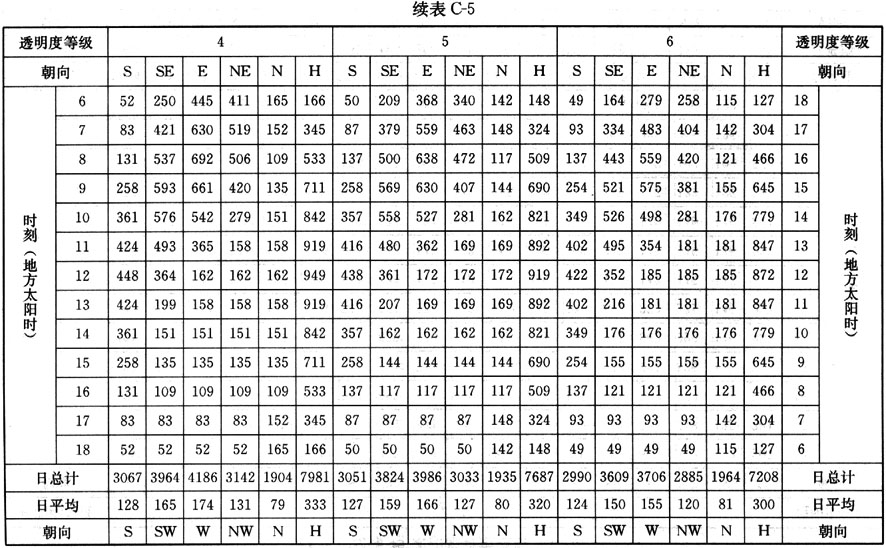 续表 C-5
透明度等级 4 5 6 透明度等级
朝向 S SE E NE N H S SE E NE N H S SE E NE N H 朝向
时刻（地方太阳时） 时刻（地方太阳时）
6 52 250 445 411 165 166 50 209 368 340 142 148 49 164 279 258 115 127 18
7 83 421 630 519 152 345 87 379 559 463 148 324 93 334 483 404 142 304 17
8 131 537 692 506 109 533 137 500 638 472 117 509 137 443 559 420 121 466 16
9 258 593 661 420 135 711 258 569 630 407 144 690 254 521 575 381 155 645 15
10 361 576 542 279 151 842 357 558 527 281 162 821 349 526 498 281 176 779 14
11 424 493 365 158 158 919 416 480 362 169 169 892 402 495 354 181 181 847 13
12 448 364 162 162 162 949 438 361 172 172 172 919 422 352 185 185 185 872 12
13 424 199 158 158 158 919 416 207 169 169 169 892 402 216 181 181 181 847 11
14 361 151 151 151 151 842 357 162 162 162 162 821 349 176 176 176 176 779 10
15 258 135 135 135 135 711 258 144 144 144 144 690 254 155 155 155 155 645 9
16 131 109 109 109 109 533 137 117 117 117 117 509 137 121 121 121 121 466 8
17 83 83 83 83 152 345 87 87 87 87 148 324 93 93 93 93 142 304 7
18 52 52 52 52 165 166 50 50 50 50 142 148 49 49 49 49 115 127 6
日总计 3067 3964 4186 3142 1904 7981 3051 3824 3986 3033 1935 7687 2990 3609 3706 2885 1964 7208 日总计
日平均 128 165 174 131 79 333 127 159 166 127 80 320 124 150 155 120 81 300 日平均
朝向 S SW W NW N H S SW W NW N H S SW W NW N H 朝向